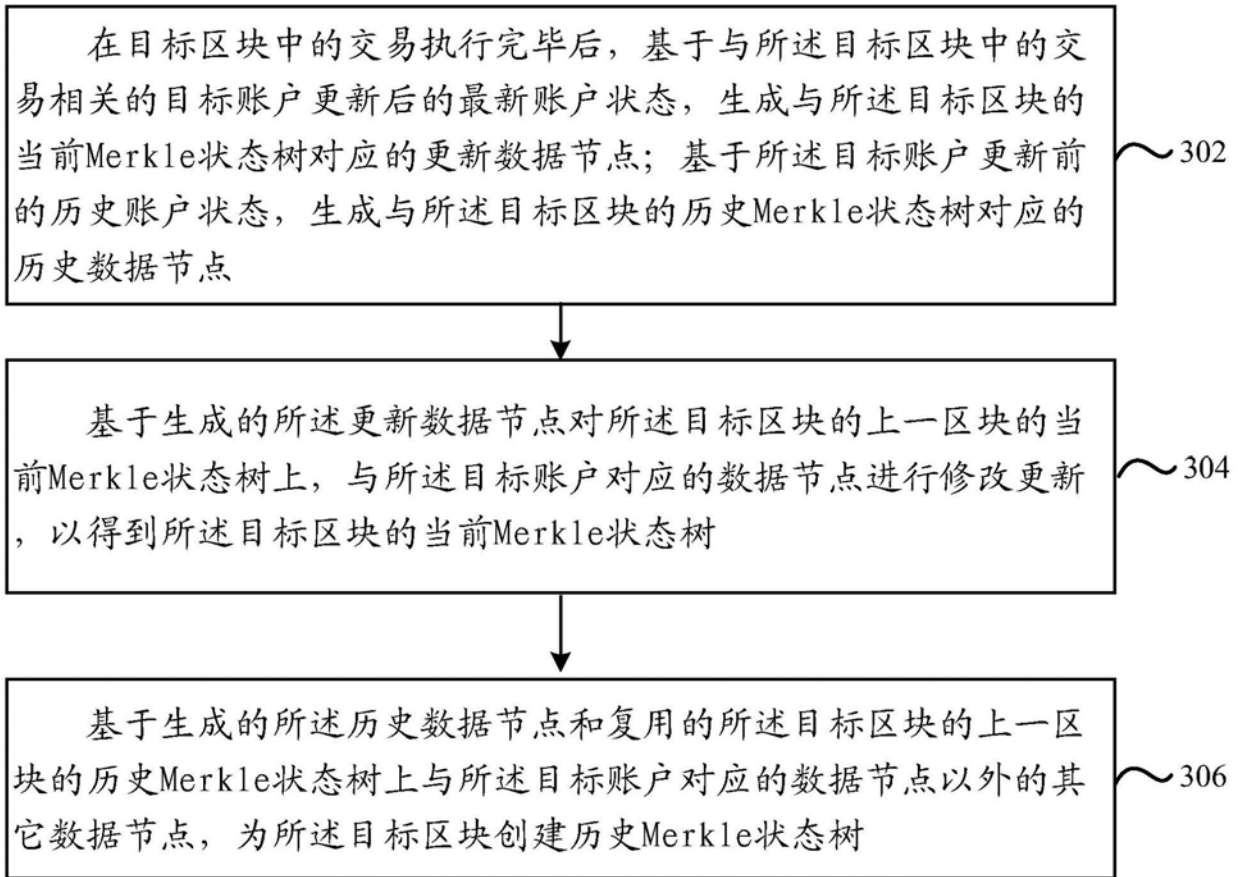 在目标区块中的交易执行完毕后，基于与所述目标区块中的交
易相关的目标账户更新后的最新账户状态，生成与所述目标区块的
当前Merkle状态树对应的更新数据节点；基于所述目标账户更新前
的历史账户状态，生成与所述目标区块的历史Merkle状态树对应的
历史数据节点
302
基于生成的所述更新数据节点对所述目标区块的上一区块的当
前Merkle状态树上，与所述目标账户对应的数据节点进行修改更新
，以得到所述目标区块的当前Merkle状态树
304
基于生成的所述历史数据节点和复用的所述目标区块的上一区
块的历史Merkle状态树上与所述目标账户对应的数据节点以外的其
它数据节点，为所述目标区块创建历史Merkle状态树
306